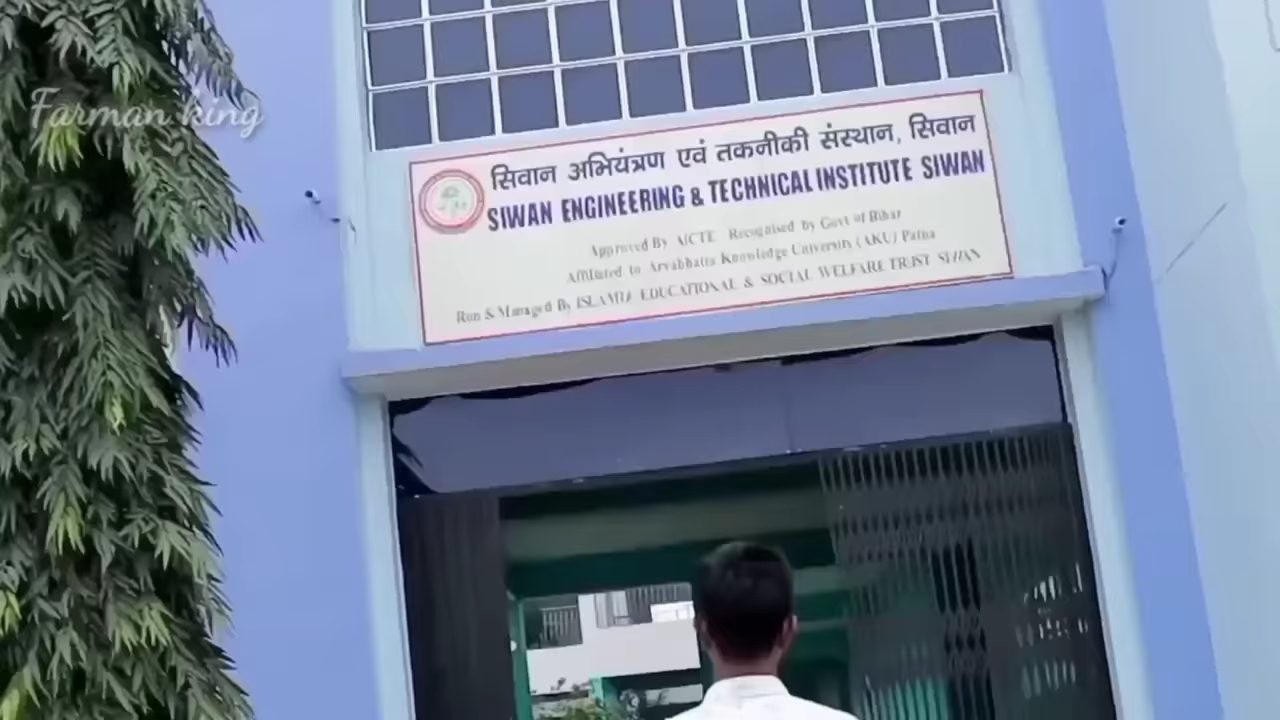 Farman king
सिवान अभियंत्रण एवं तकनीकी संस्थान, सिवान
SIWAN ENGINEERING & TECHNICAL INSTITUTE SIWAN
Approved By AICTE Recognised by Govt of Bihar
Affiliated to Aryabhatta Knowledge University (AKU) Patna
Run & Managed By ISLAMIA EDUCATIONAL & SOCIAL WELFARE TRUST SIWAN